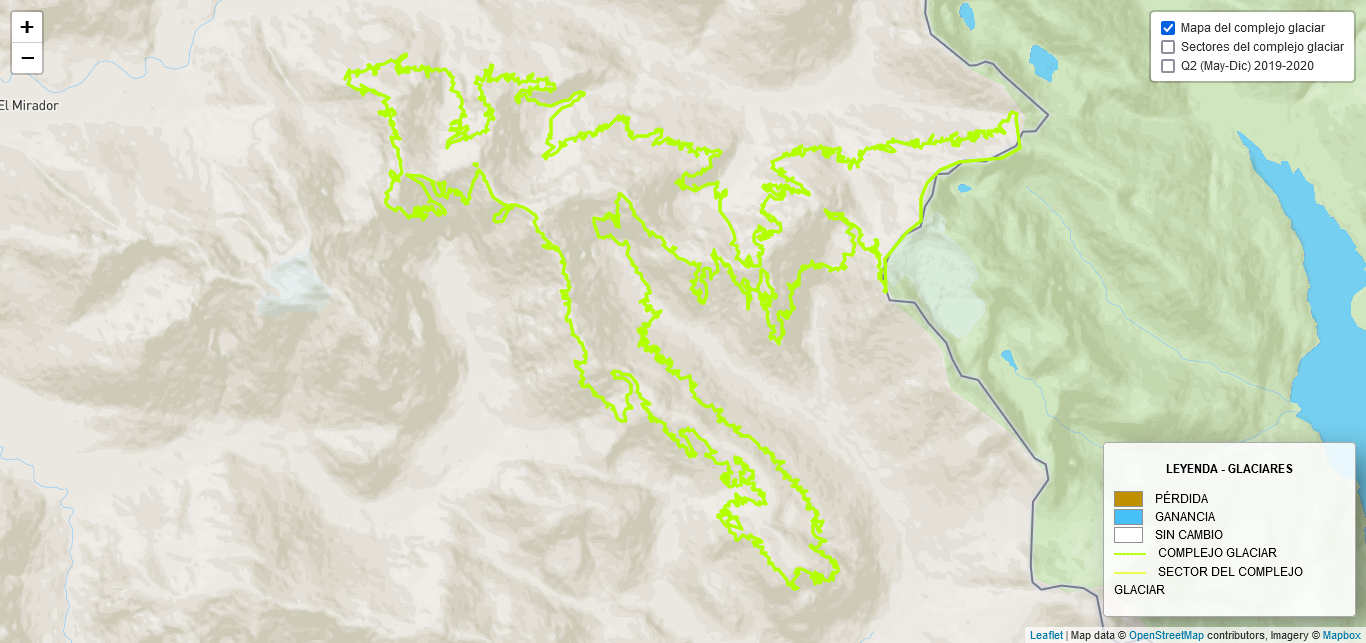 +
−
El Mirador
Mapa del complejo glaciar
Sectores del complejo glaciar
Q2 (May-Dic) 2019-2020
LEYENDA - GLACIARES
PÉRDIDA
GANANCIA
SIN CAMBIO
COMPLEJO GLACIAR
SECTOR DEL COMPLEJO
GLACIAR
Leaflet | Map data © OpenStreetMap contributors, Imagery © Mapbox